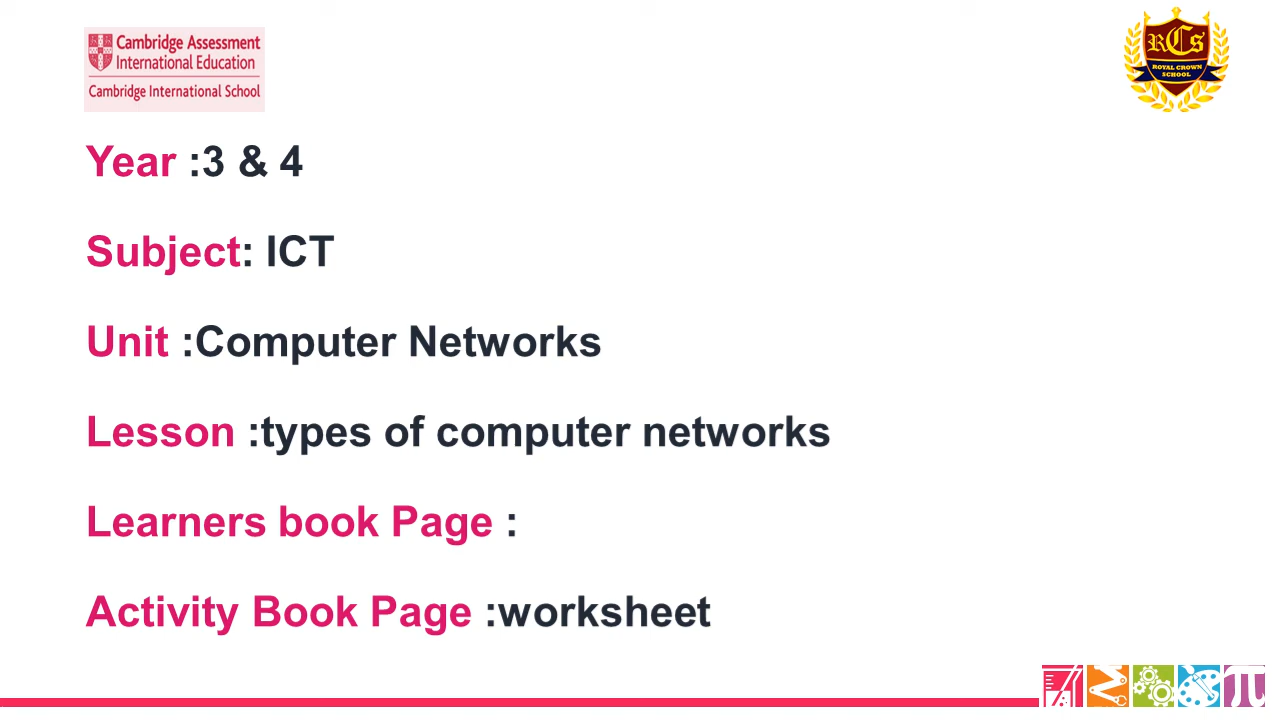 Cambridge Assessment
International Education
Cambridge International School
RCS
ROYAL CROWN
SCHOOL
Year :3 & 4
Subject: ICT
Unit :Computer Networks
Lesson :types of computer networks
Learners book Page :
Activity Book Page :worksheet
π